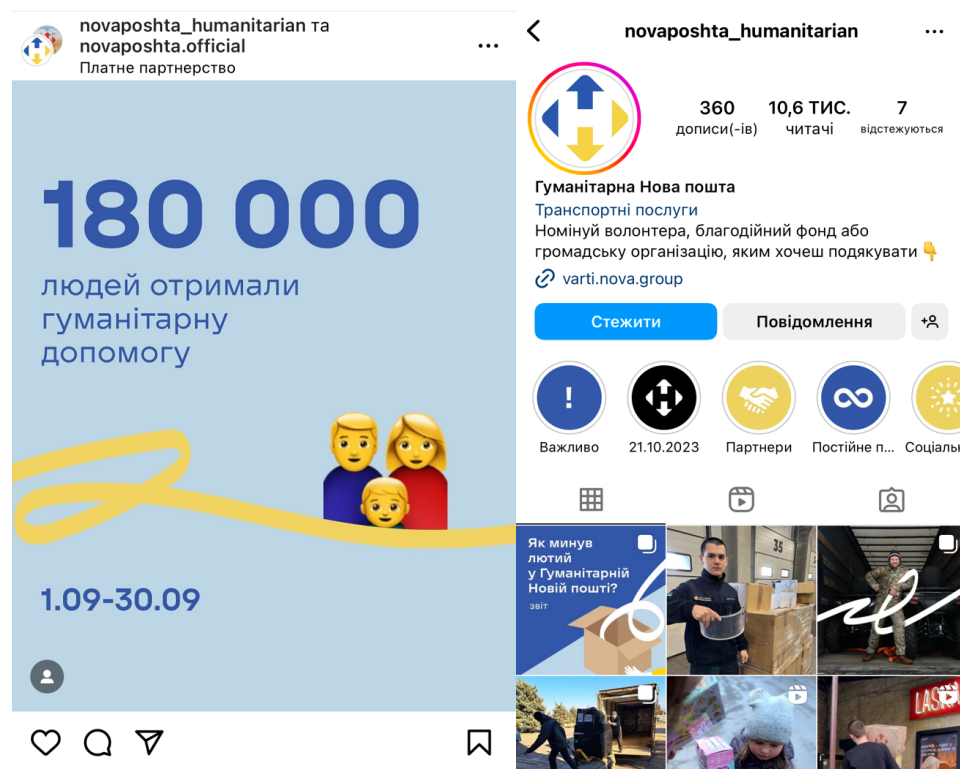 novaposhta_humanitarian та
novaposhta.official
Платне партнерство
180 000
людей отримали
гуманітарну
допомогу
1.09-30.09
novaposhta_humanitarian
360
дописи(-ів)
10,6 ТИС.
читачі
7
відстежуються
Гуманітарна Нова пошта
Транспортні послуги
Номінуй волонтера, благодійний фонд або
громадську організацію, яким хочеш подякувати
varti.nova.group
Стежити
Повідомлення
!
Важливо
21.10.2023
Партнери
Постійне п...
Соціаль
Як минув
лютий
у Гуманітарній
Новій пошті?
звіт
35
LAS